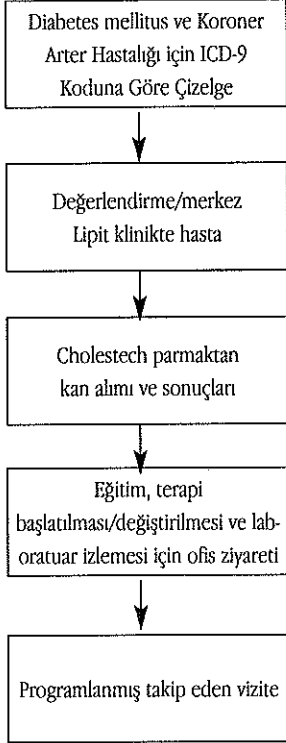 Diabetes mellitus ve Koroner
Arter Hastalığı için ICD-9
Koduna Göre Çizelge
Değerlendirme/merkez
Lipit klinikte hasta
Cholestech parmaktan
kan alımı ve sonuçları
Eğitim, terapi
başlatılması/değiştirilmesi ve lab-
oratuar izlemesi için ofis ziyareti
Programlanmış takip eden vizite